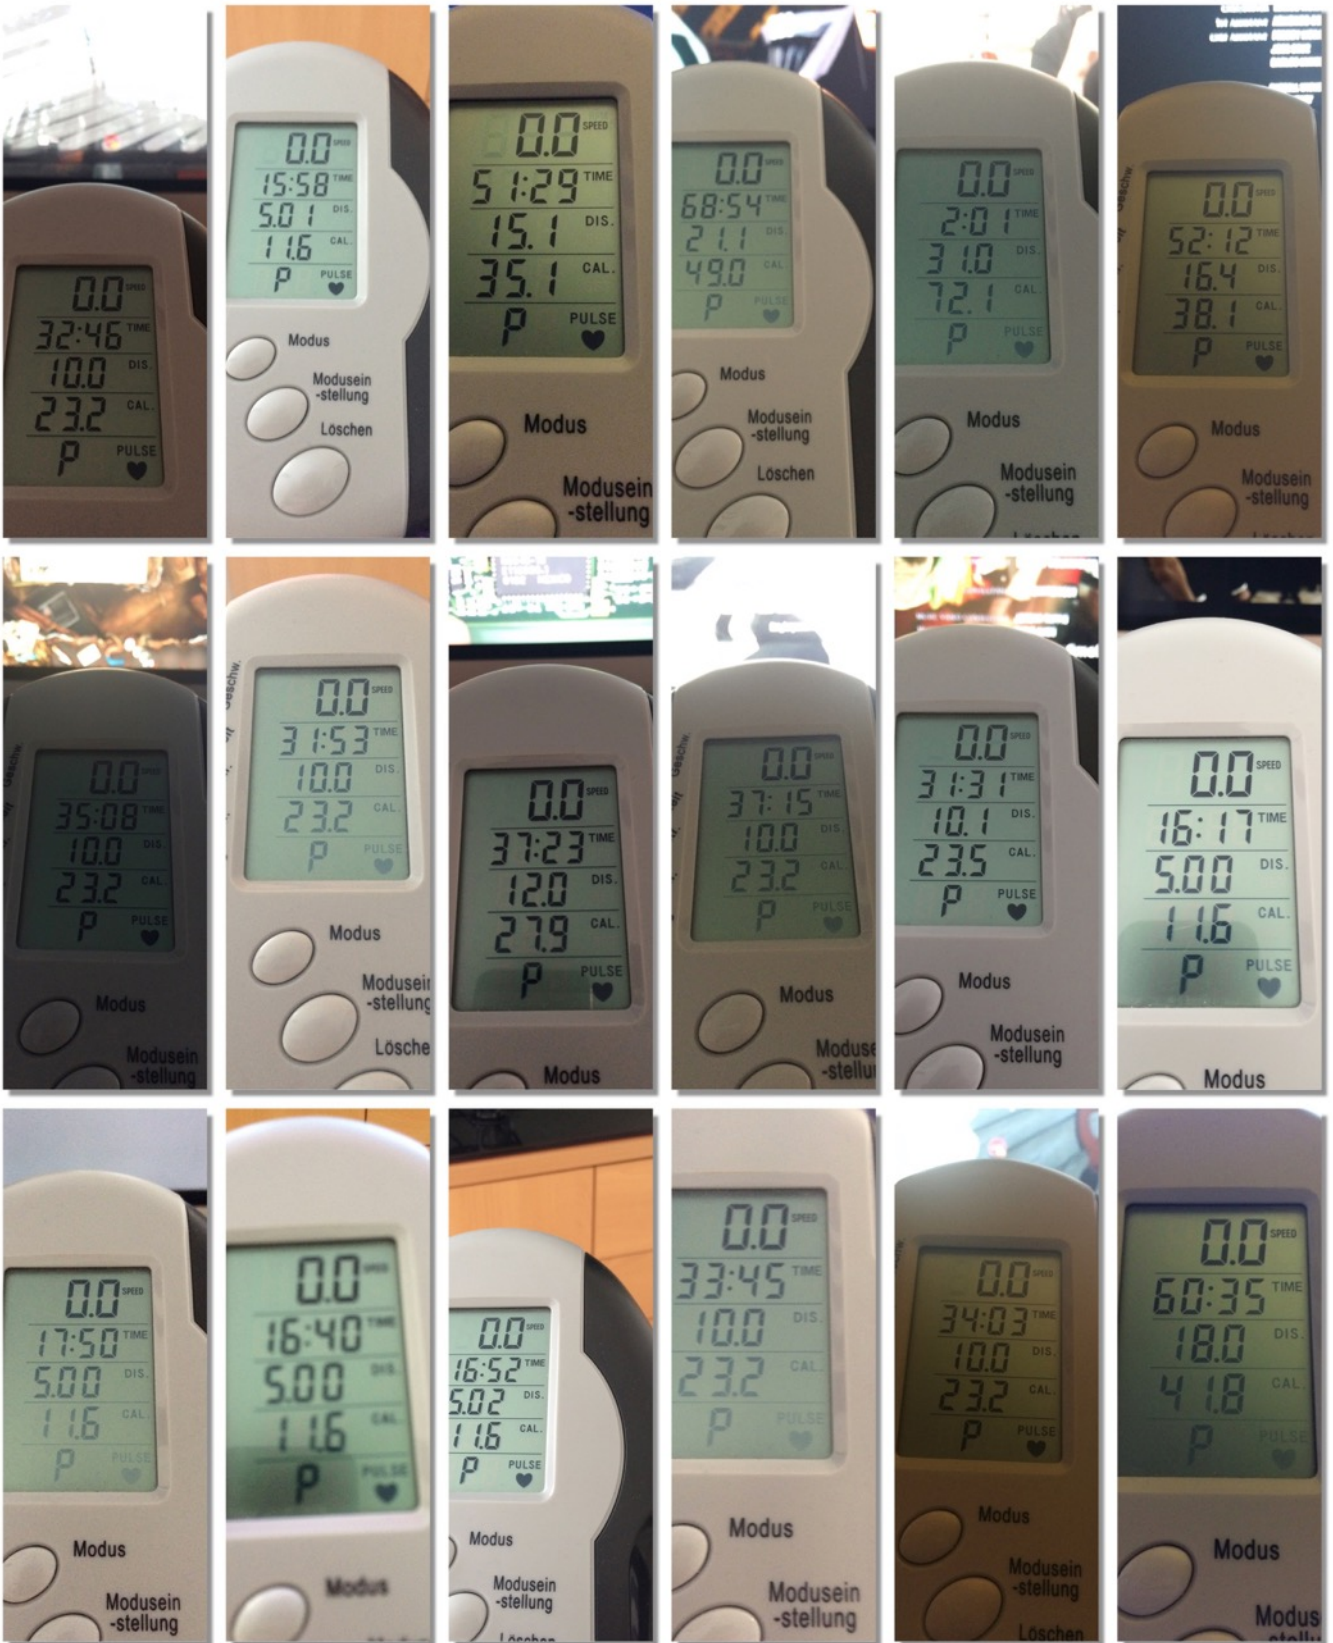 0.0 SPEED
32:46 TIME
10.0 DIS.
23.2 CAL.
P PULSE
0.0 SPEED
15:58 TIME
5.01 DIS.
11.6 CAL.
P PULSE
Modus
Modusein
-stellung
Löschen
0.0 SPEED
51:29 TIME
15.1 DIS.
35.1 CAL.
P PULSE
Modus
Modusein
-stellung
0.0 SPEED
68:54 TIME
21.1 DIS.
49.0 CAL.
P PULSE
Modus
Modusein
-stellung
Löschen
0.0 SPEED
2:01 TIME
31.0 DIS.
72.1 CAL.
P PULSE
Modus
Modusein
-stellung
0.0 SPEED
52:12 TIME
16.4 DIS.
38.1 CAL.
P PULSE
Modus
Modusein
-stellung
Geschw.
0.0 SPEED
35:08 TIME
10.0 DIS.
23.2 CAL.
P PULSE
Modus
Modusein
-stellung
Geschw.
0.0 SPEED
31:53 TIME
10.0 DIS.
23.2 CAL.
P PULSE
Modus
Modusein
-stellung
Lösche
0.0 SPEED
37:23 TIME
12.0 DIS.
27.9 CAL.
P PULSE
Modus
Geschw.
0.0 SPEED
37:15 TIME
10.0 DIS.
23.2 CAL.
P PULSE
Modus
Moduse
-stellu
0.0 SPEED
31:31 TIME
10.1 DIS.
23.5 CAL.
P PULSE
Modus
Modusein
-stellung
0.0 SPEED
16:17 TIME
5.00 DIS.
11.6 CAL.
P PULSE
Modus
0.0 SPEED
17:50 TIME
5.00 DIS.
11.6 CAL.
P PULSE
Modus
Modusein
-stellung
0.0 SPEED
16:40 TIME
5.00 DIS.
11.6 CAL.
P PULSE
Modus
0.0 SPEED
16:52 TIME
5.02 DIS.
11.6 CAL.
P PULSE
Modus
Modusein
-stellung
Löschen
0.0 SPEED
33:45 TIME
10.0 DIS.
23.2 CAL.
P PULSE
Modus
Modusein
-stellung
0.0 SPEED
34:03 TIME
10.0 DIS.
23.2 CAL.
P PULSE
Modus
Modusein
-stellung
Löschen
0.0 SPEED
60:35 TIME
18.0 DIS.
41.8 CAL.
P PULSE
Modus
Modus